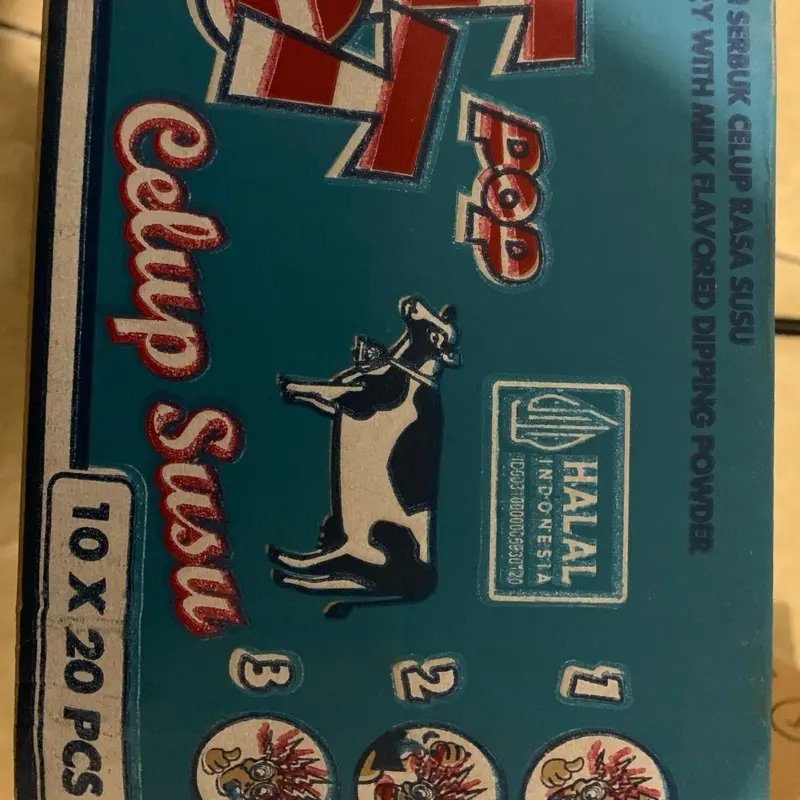 SERBUK CELUP RASA SUSU
WITH MILK FLAVORED DIPPING POWDER
POP
HALAL
INDONESIA
ID00310000005930120
Celup Susu
1
2
3
10 X 20 PCS